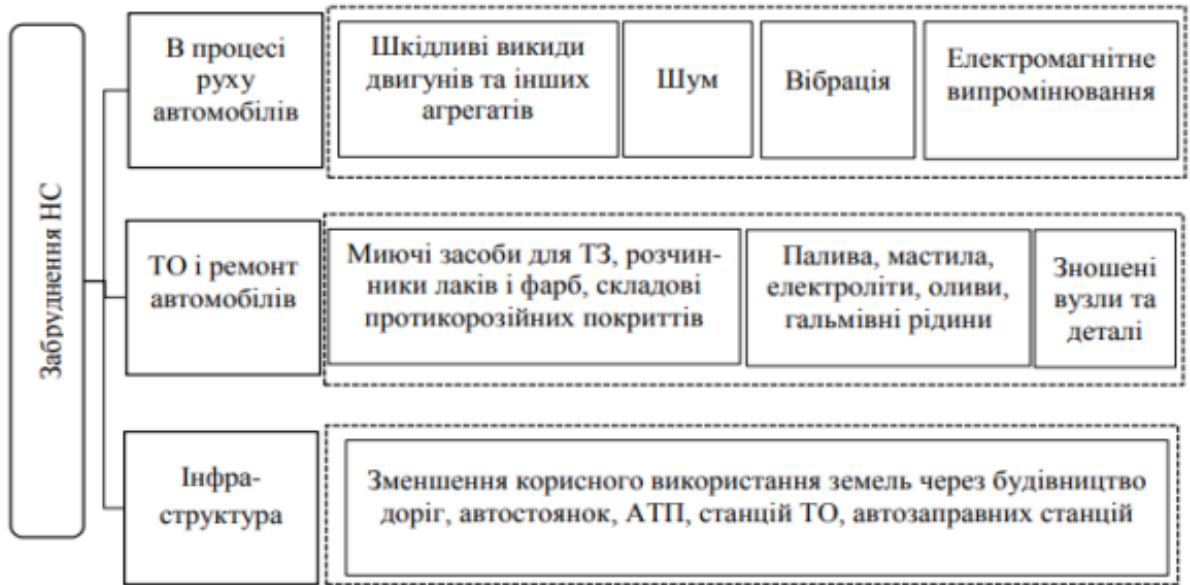 Забруднення НС
В процесі
руху
автомобілів
Шкідливі викиди
двигунів та інших
агрегатів
Шум
Вібрація
Електромагнітне
випромінювання
ТО і ремонт
автомобілів
Миючі засоби для ТЗ, розчин-
ники лаків і фарб, складові
протикорозійних покриттів
Палива, мастила,
електроліти, оливи,
гальмівні рідини
Зношені
вузли та
деталі
Інфра-
структура
Зменшення корисного використання земель через будівництво
доріг, автостоянок, АТП, станцій ТО, автозаправних станцій